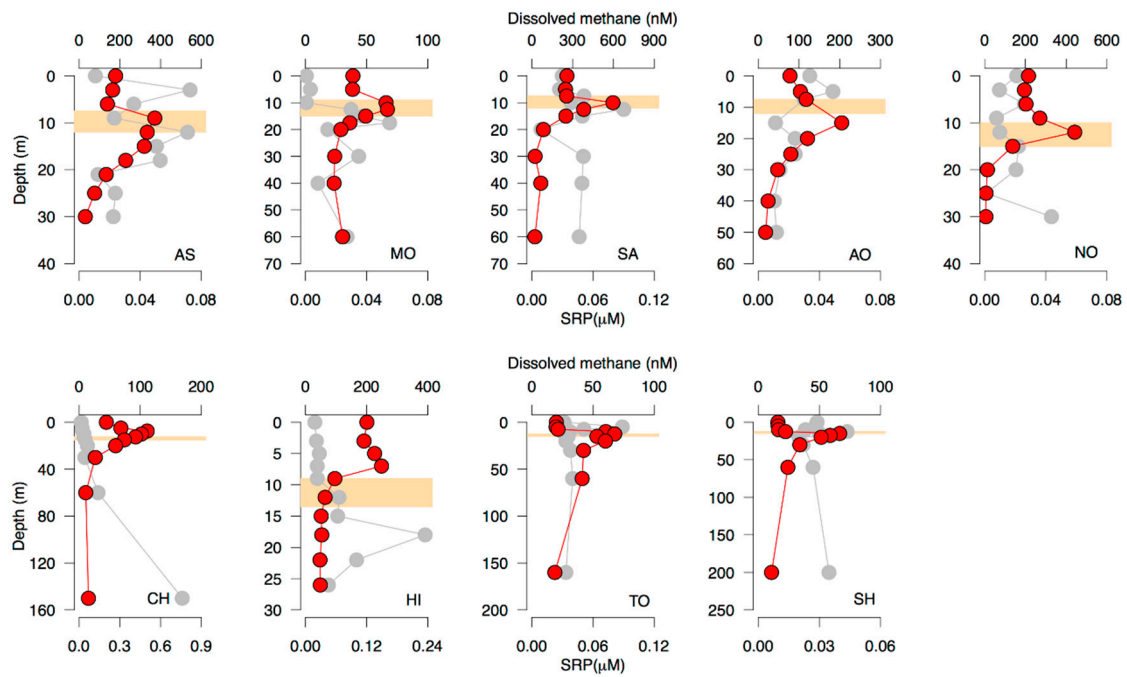 Dissolved methane (nM) Dissolved methane (nM)
0 200 400 600 0 50 100 0 300 600 900 0 100 200 300 0 200 400 600
Depth (m)
0 0 0 0 0
10 10 10 10 10
20 20 20 20 20
30 30 30 30 30
40 40 40 40 40
50 50 50
60 60 60
70 70
AS MO SA AO NO
0.00 0.04 0.08 0.00 0.04 0.08 0.00 0.06 0.12 0.00 0.04 0.08 0.00 0.04 0.08
SRP(μM)
Dissolved methane (nM)
0 100 200 0 100 200 300 400 0 50 100 0 50 100
Depth (m)
0 0 0 0
40 5 50 50
80 10 100 100
120 15 150 150
160 20 200 200
25 250
30
CH HI TO SH
0.0 0.3 0.6 0.9 0.00 0.12 0.24 0.00 0.06 0.12 0.00 0.03 0.06
SRP(μM)